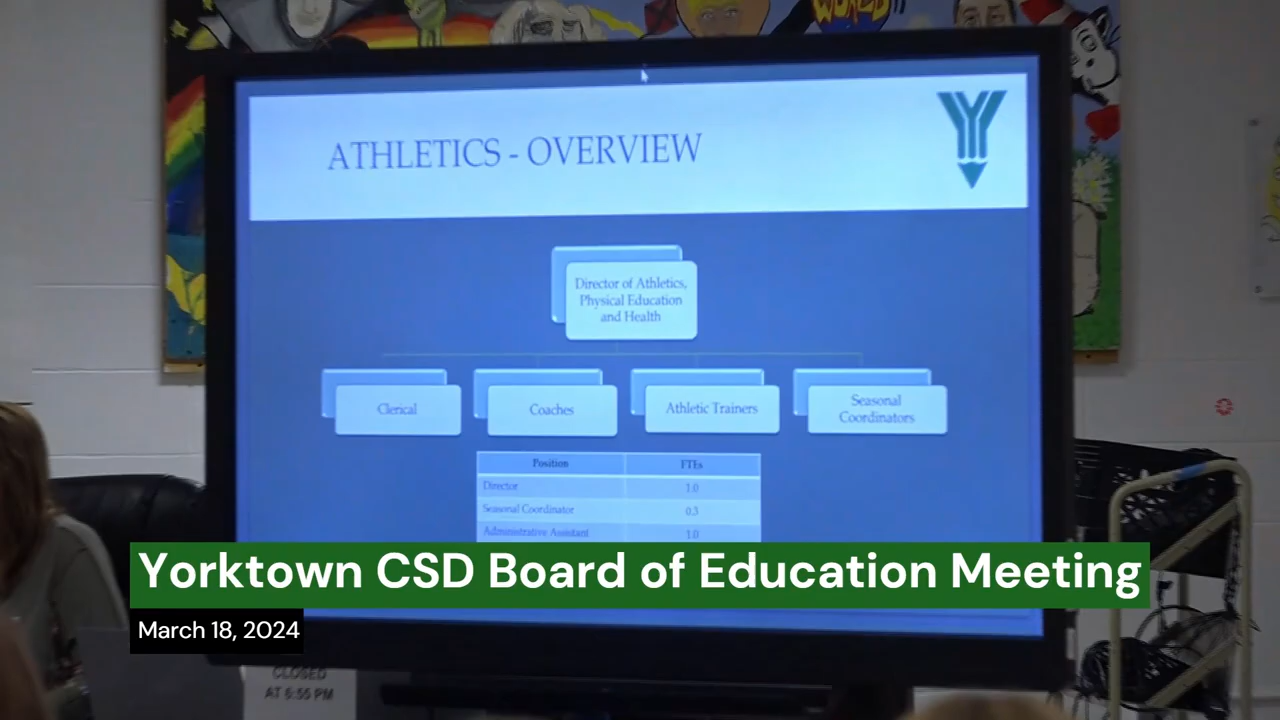 WORLD!!
ATHLETICS - OVERVIEW
Director of Athletics,
Physical Education
and Health
Clerical
Coaches
Athletic Trainers
Seasonal
Coordinators
Position FTEs
Director 1.0
Seasonal Coordinator 0.3
Administrative Assistant 1.0
Yorktown CSD Board of Education Meeting
March 18, 2024
CLOSED
AT 6:55 PM